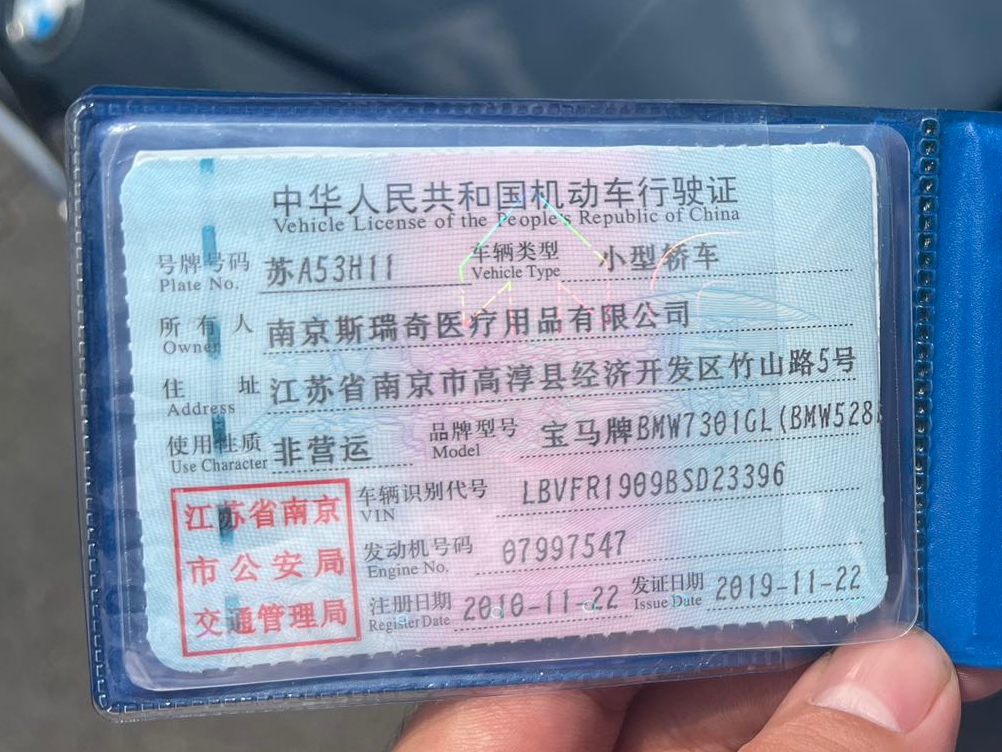 中华人民共和国机动车行驶证
Vehicle License of the People's Republic of China
号牌号码 苏A53H11 车辆类型 小型轿车
Plate No. Vehicle Type
所有人 南京斯瑞奇医疗用品有限公司
Owner
住址 江苏省南京市高淳县经济开发区竹山路5号
Address
使用性质 非营运 品牌型号 宝马牌BMW7301GL(BMW528
Use Character Model
江苏省南京
市公安局
交通管理局
车辆识别代号 LBVFR1909BSD23396
VIN
发动机号码 07997547
Engine No.
注册日期 2010-11-22 发证日期 2019-11-22
Register Date Issue Date